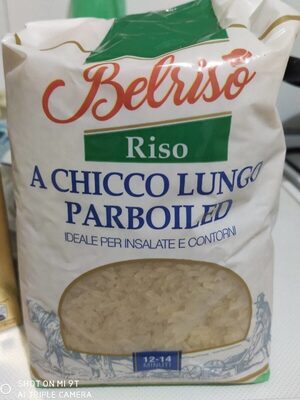 Belriso
Riso
A CHICCO LUNGO
PARBOILED
IDEALE PER INSALATE E CONTORNI
12-14
MINUTI
SHOT ON MI 9T
AI TRIPLE CAMERA